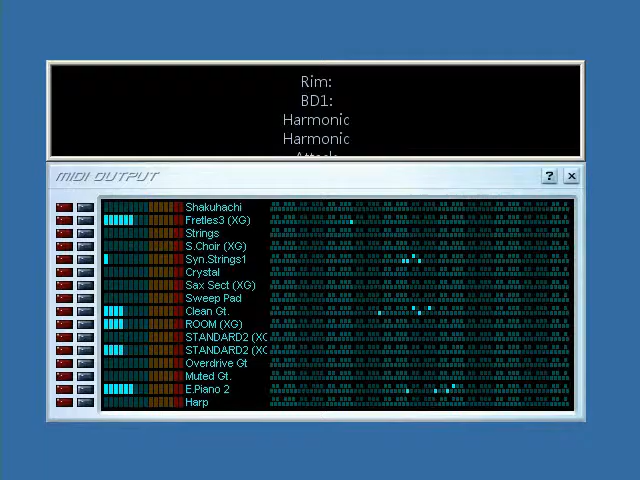 Rim:
BD1:
Harmonic
Harmonic
Attack
MIDI OUTPUT
? ×
Shakuhachi
Fretles3 (XG)
Strings
S.Choir (XG)
Syn.Strings1
Crystal
Sax Sect (XG)
Sweep Pad
Clean Gt.
ROOM (XG)
STANDARD2 (XG
STANDARD2 (XG
Overdrive Gt
Muted Gt.
E.Piano 2
Harp